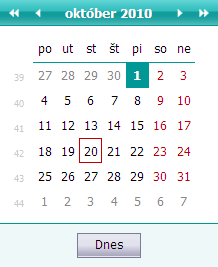 október 2010
po ut st št pi so ne
39 27 28 29 30 1 2 3
40 4 5 6 7 8 9 10
41 11 12 13 14 15 16 17
42 18 19 20 21 22 23 24
43 25 26 27 28 29 30 31
44 1 2 3 4 5 6 7
Dnes